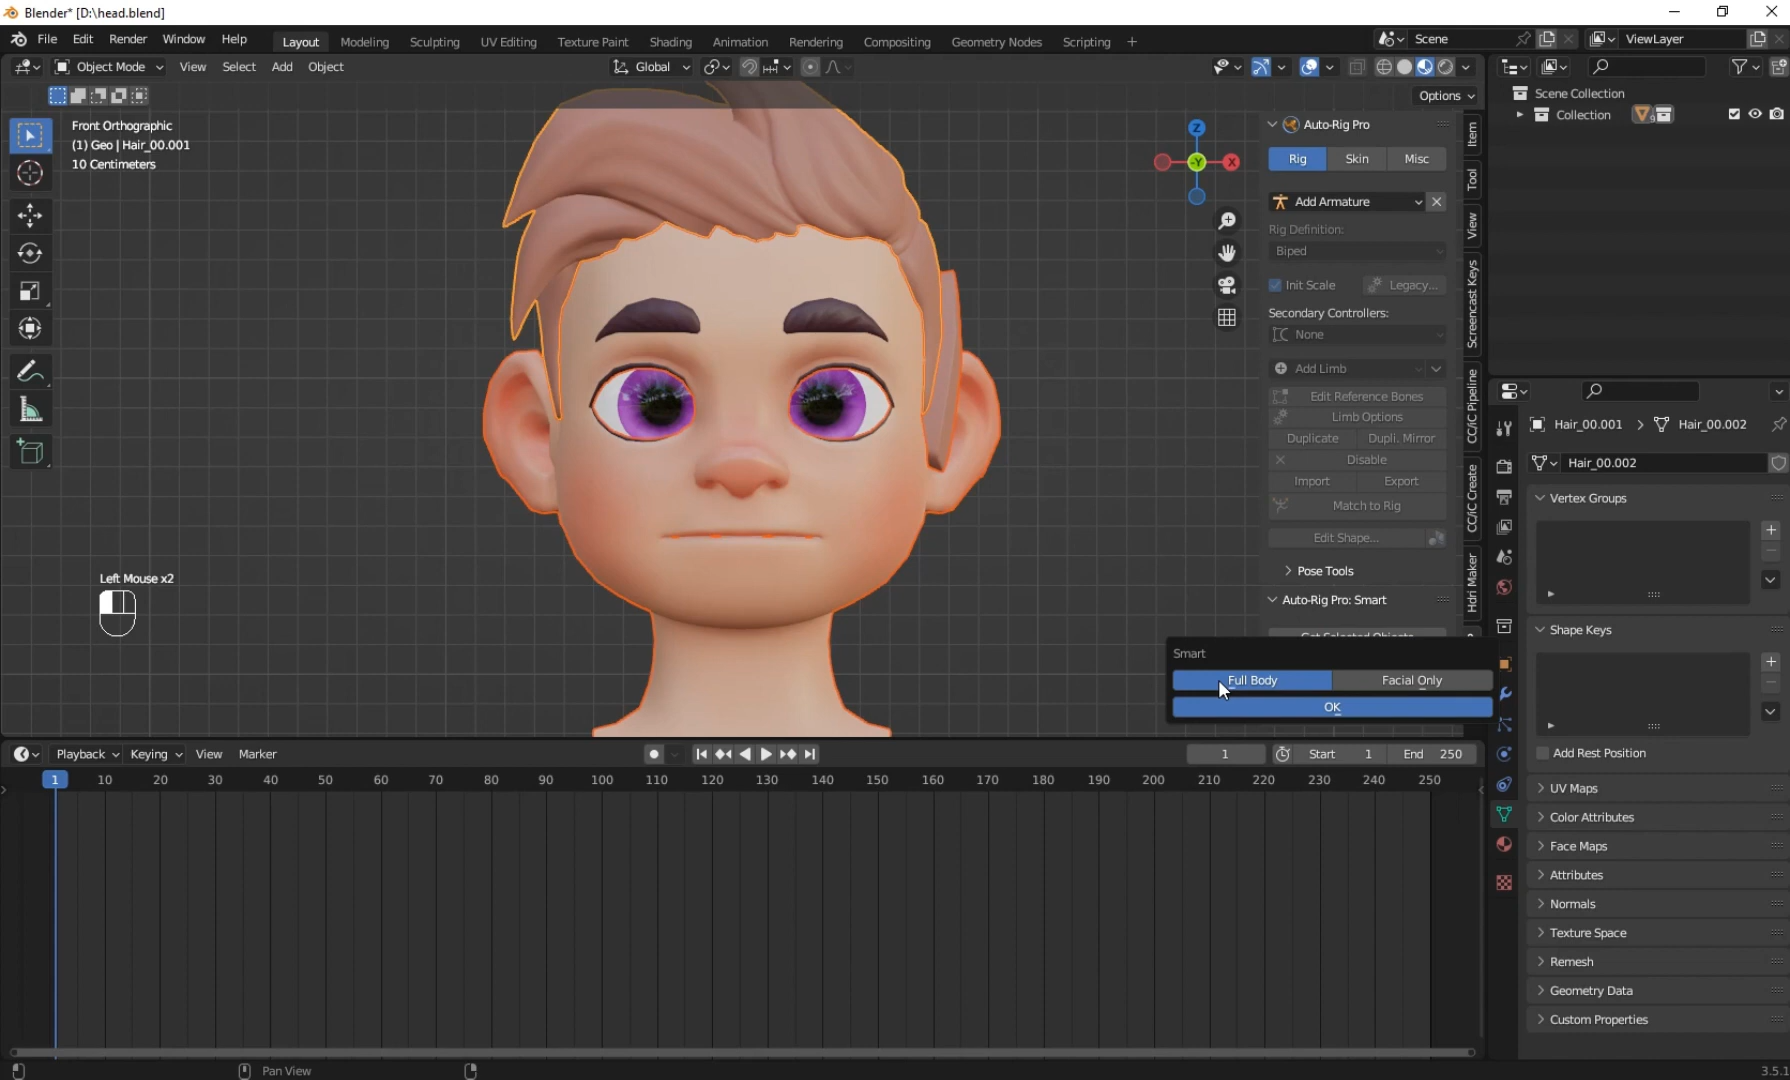 Blender* [D:\head.blend]
File Edit Render Window Help Layout Modeling Sculpting UV Editing Texture Paint Shading Animation Rendering Compositing Geometry Nodes Scripting + Scene ViewLayer
Object Mode View Select Add Object Global
Options
Front Orthographic
(1) Geo | Hair_00.001
10 Centimeters
Z
-Y
X
Auto-Rig Pro
Rig Skin Misc
Add Armature
Rig Definition:
Biped
Init Scale Legacy...
Secondary Controllers:
None
Add Limb
Edit Reference Bones
Limb Options
Duplicate Dupli. Mirror
Disable
Import Export
Match to Rig
Edit Shape...
Pose Tools
Auto-Rig Pro: Smart
Get Selected Objects
Smart
Full Body Facial Only
OK
Item
Tool
View
Screencast Keys
CC/iC Pipeline
CC/iC Create
Hdri Maker
Left Mouse x2
Scene Collection
Collection 9
Hair_00.001 > Hair_00.002
Hair_00.002
Vertex Groups
Shape Keys
Add Rest Position
UV Maps
Color Attributes
Face Maps
Attributes
Normals
Texture Space
Remesh
Geometry Data
Custom Properties
Playback Keying View Marker 1 Start 1 End 250
1 10 20 30 40 50 60 70 80 90 100 110 120 130 140 150 160 170 180 190 200 210 220 230 240 250
Pan View
3.5.1